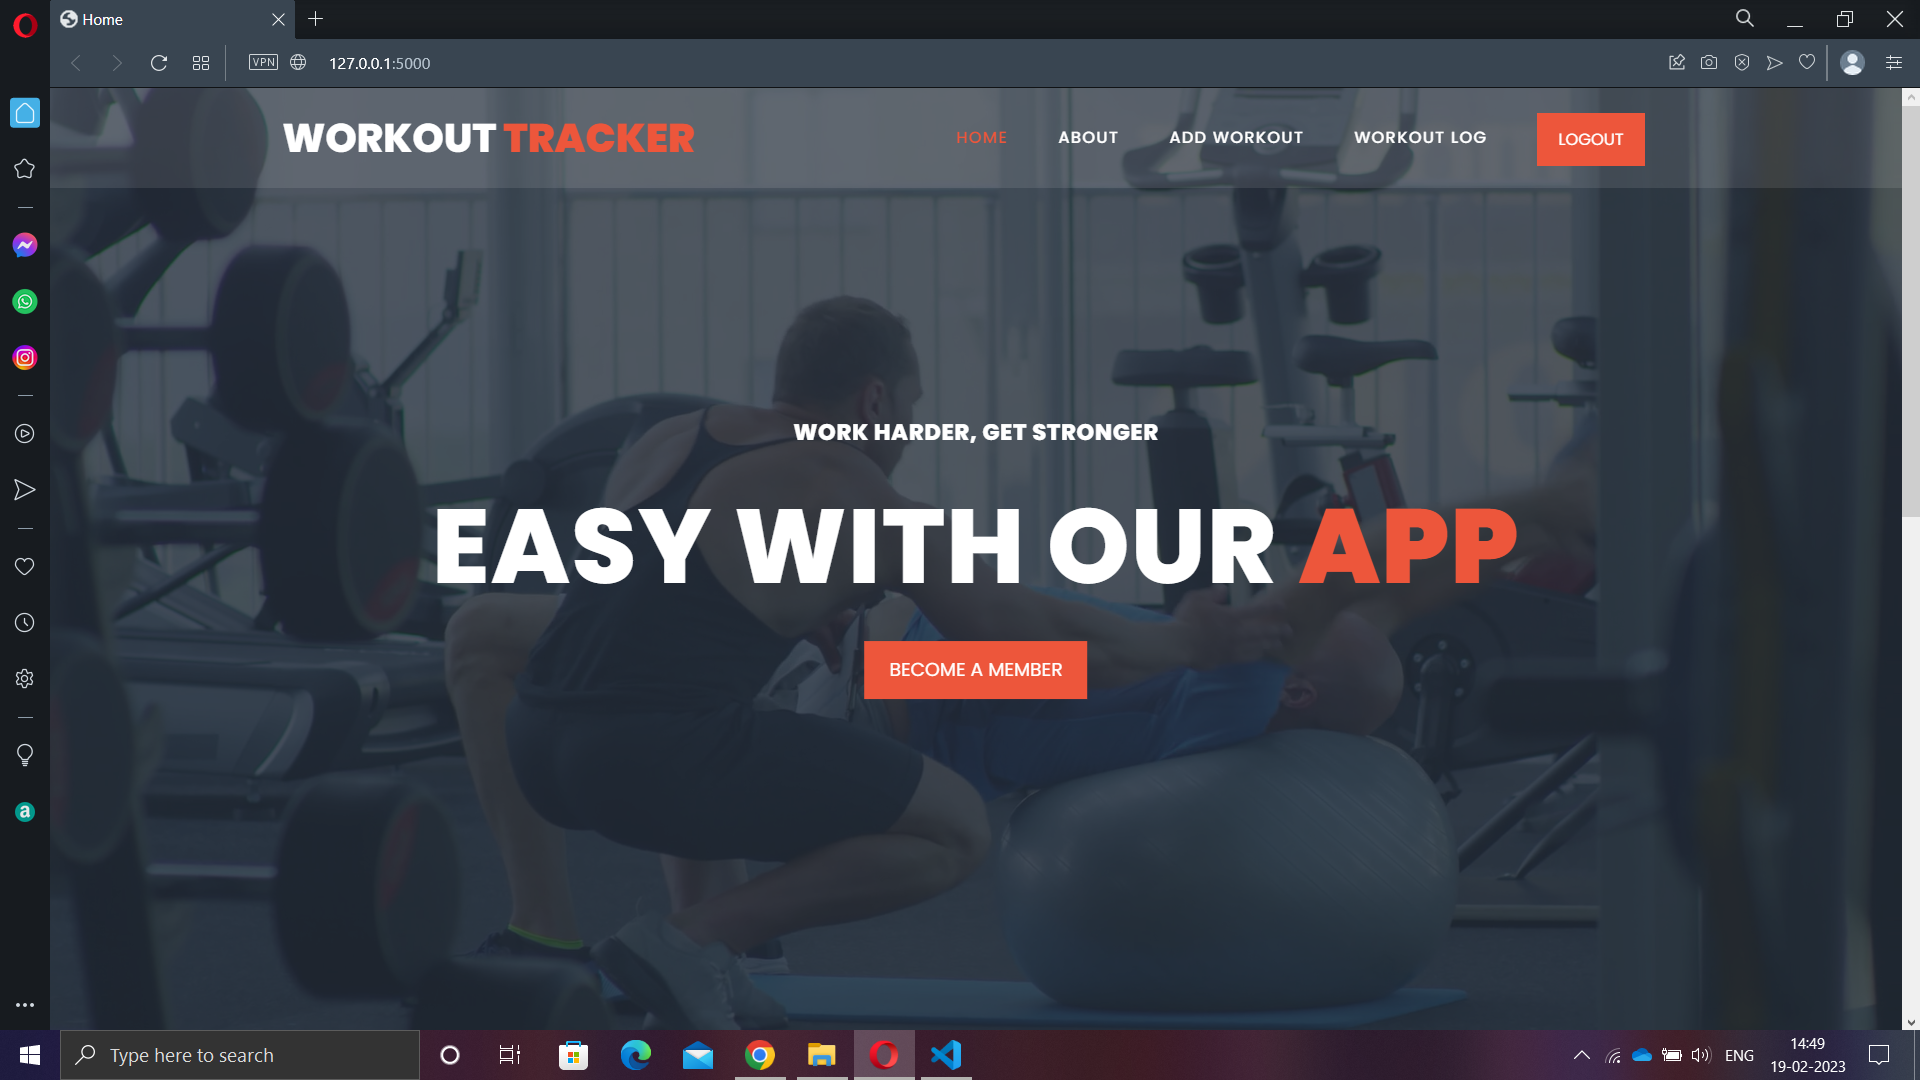 Home
VPN
127.0.0.1:5000
WORKOUT TRACKER
HOME
ABOUT
ADD WORKOUT
WORKOUT LOG
LOGOUT
WORK HARDER, GET STRONGER
EASY WITH OUR APP
BECOME A MEMBER
a
Type here to search
ENG
14:49
19-02-2023